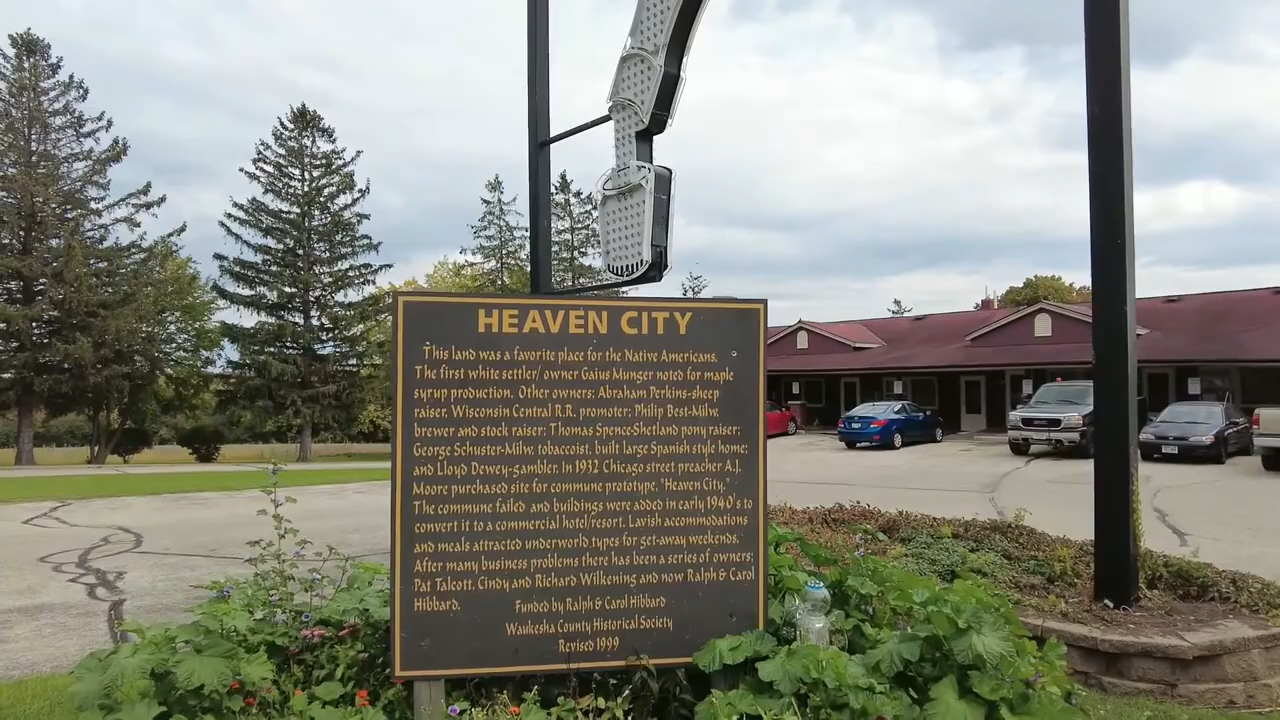 HEAVEN CITY
This land was a favorite place for the Native Americans.
The first white settler/ owner Gaius Munger noted for maple
syrup production. Other owners: Abraham Perkins-sheep
raiser, Wisconsin Central R.R. promoter; Philip Best-Milw.
brewer and stock raiser; Thomas Spence-Shetland pony raiser;
George Schuster-Milw. tobaccoist, built large Spanish style home;
and Lloyd Dewey-gambler. In 1932 Chicago street preacher A.J.
Moore purchased site for commune prototype, "Heaven City."
The commune failed and buildings were added in early 1940's to
convert it to a commercial hotel/resort. Lavish accommodations
and meals attracted underworld types for get-away weekends.
After many business problems there has been a series of owners:
Pat Talcott, Cindy and Richard Wilkening and now Ralph & Carol
Hibbard.
Funded by Ralph & Carol Hibbard
Waukesha County Historical Society
Revised 1999